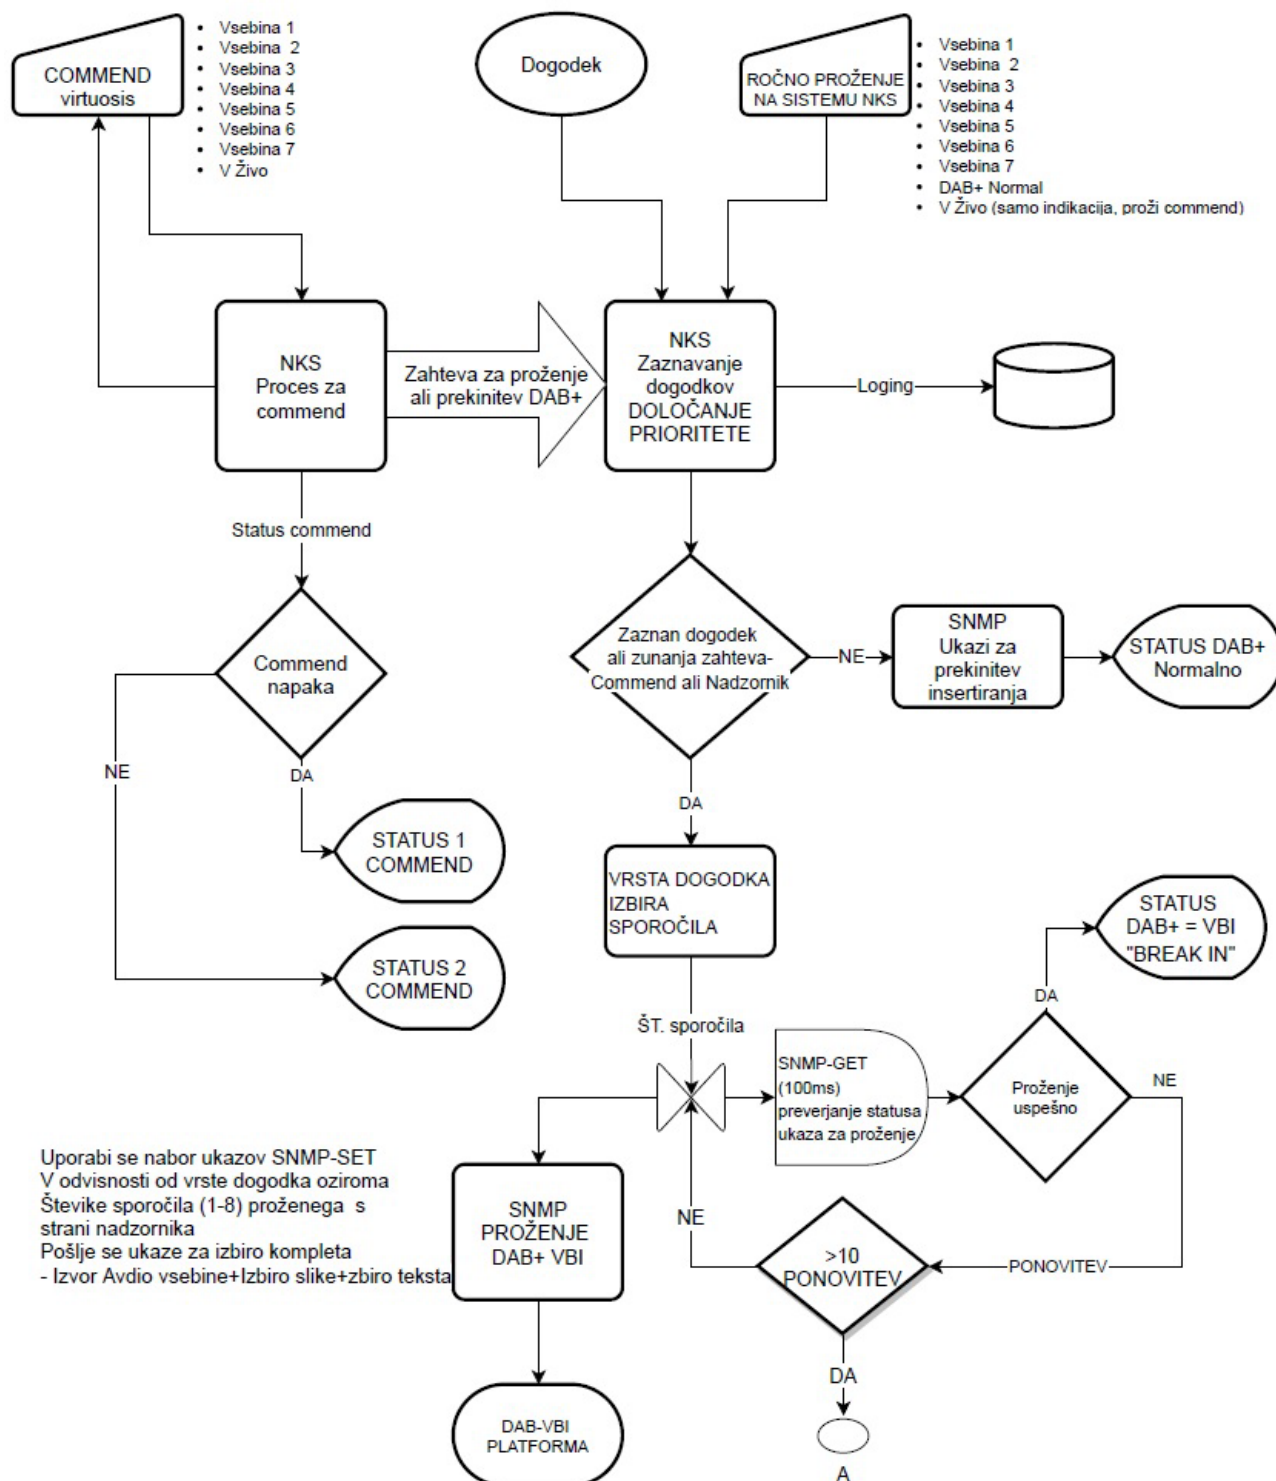 COMMEND
virtuosis
• Vsebina 1
• Vsebina  2
• Vsebina 3
• Vsebina 4
• Vsebina 5
• Vsebina 6
• Vsebina 7
• V Živo
Dogodek
ROČNO PROŽENJE
NA SISTEMU NKS
• Vsebina 1
• Vsebina  2
• Vsebina 3
• Vsebina 4
• Vsebina 5
• Vsebina 6
• Vsebina 7
• DAB+ Normal
• V Živo (samo indikacija, proži commend)
NKS
Proces za
commend
Zahteva za proženje
ali prekinitev DAB+
NKS
Zaznavanje
dogodkov
DOLOČANJE
PRIORITETE
Loging
Status commend
Commend
napaka
NE
DA
STATUS 1
COMMEND
STATUS 2
COMMEND
Zaznan dogodek
ali zunanja zahteva-
Commend ali Nadzornik
NE
SNMP
Ukazi za
prekinitev
insertiranja
STATUS DAB+
Normalno
DA
VRSTA DOGODKA
IZBIRA
SPOROČILA
STATUS
DAB+ = VBI
"BREAK IN"
DA
ŠT. sporočila
SNMP-GET
(100ms)
preverjanje statusa
ukaza za proženje
Proženje
uspešno
NE
Uporabi se nabor ukazov SNMP-SET
V odvisnosti od vrste dogodka oziroma
Števike sporočila (1-8) proženega  s
strani nadzornika
Pošlje se ukaze za izbiro kompleta
- Izvor Avdio vsebine+Izbiro slike+zbiro teksta
SNMP
PROŽENJE
DAB+ VBI
NE
>10
PONOVITEV
PONOVITEV
DA
DAB-VBI
PLATFORMA
A